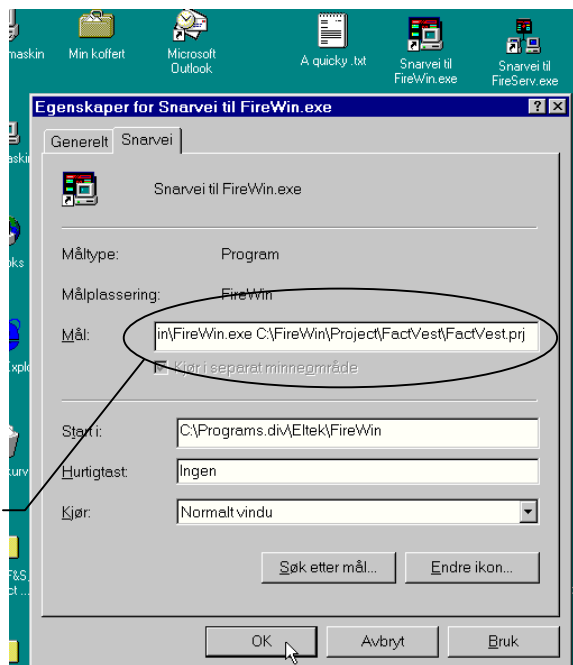 maskin
Min koffert
Microsoft
Outlook
A quicky .txt
Snarvei til
FireWin.exe
Snarvei til
FireServ.exe
Egenskaper for Snarvei til FireWin.exe
Generelt Snarvei
Snarvei til FireWin.exe
Måltype: Program
Målplassering: FireWin
Mål: in\FireWin.exe C:\FireWin\Project\FactVest\FactVest.prj
Kjør i separat minneområde
Start i: C:\Programs.div\Eltek\FireWin
Hurtigtast: Ingen
Kjør: Normalt vindu
Søk etter mål... Endre ikon...
OK Avbryt Bruk